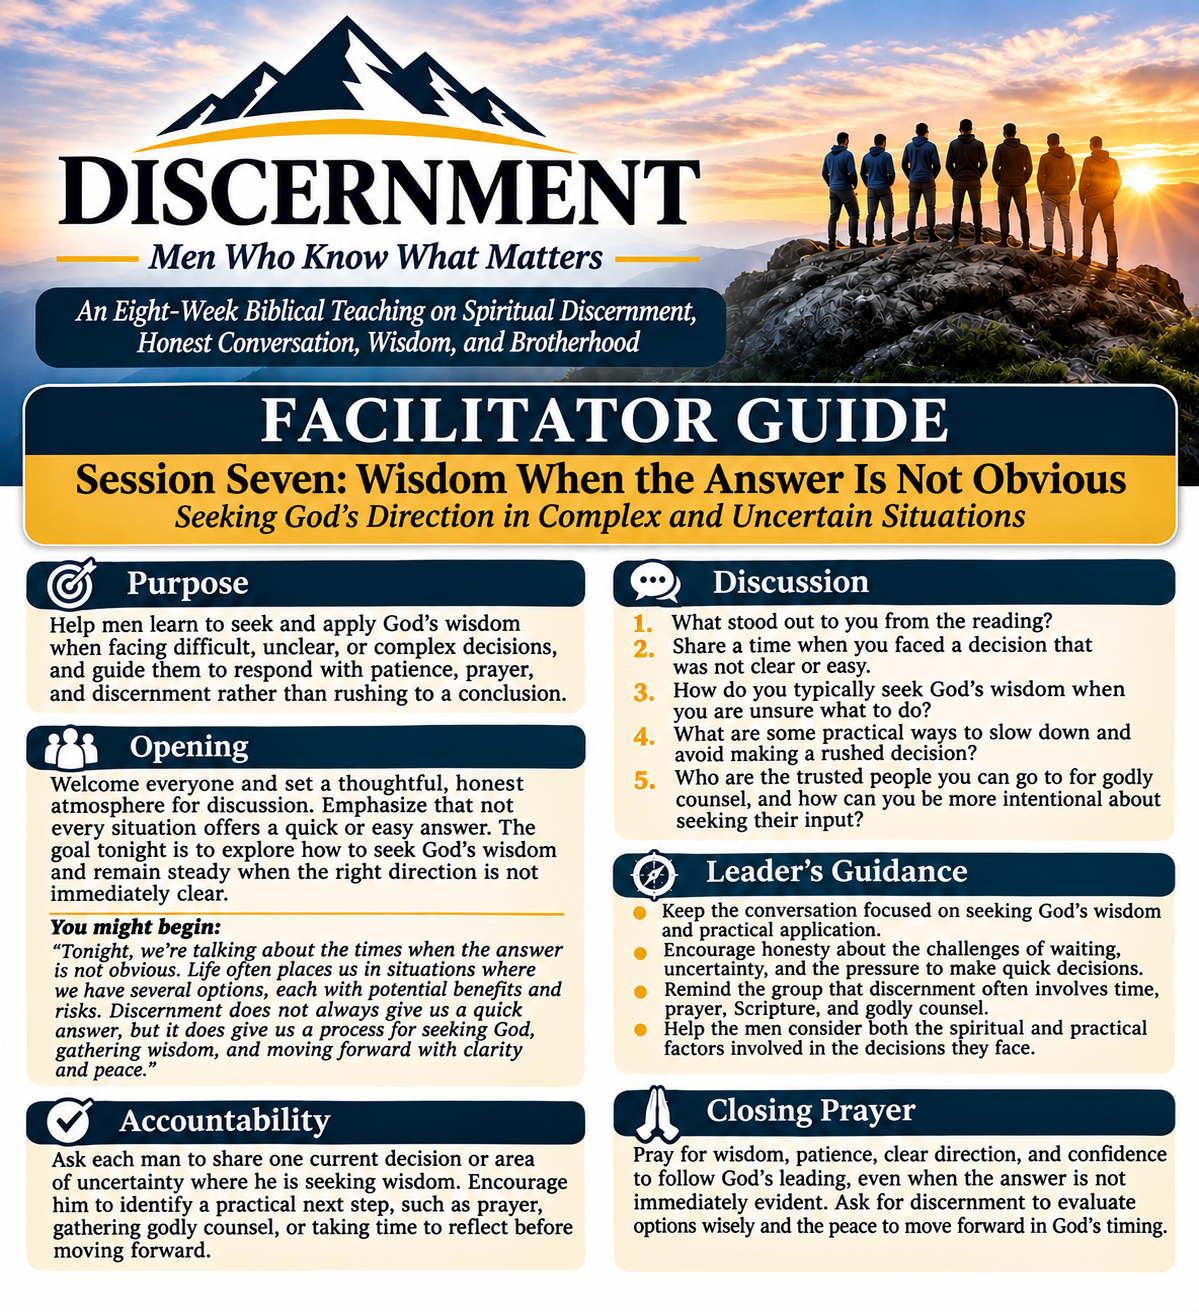 DISCERNMENT
Men Who Know What Matters
An Eight-Week Biblical Teaching on Spiritual Discernment,
Honest Conversation, Wisdom, and Brotherhood
FACILITATOR GUIDE
Session Seven: Wisdom When the Answer Is Not Obvious
Seeking God's Direction in Complex and Uncertain Situations
Purpose
Help men learn to seek and apply God's wisdom
when facing difficult, unclear, or complex decisions,
and guide them to respond with patience, prayer,
and discernment rather than rushing to a conclusion.
Opening
Welcome everyone and set a thoughtful, honest
atmosphere for discussion. Emphasize that not
every situation offers a quick or easy answer. The
goal tonight is to explore how to seek God's wisdom
and remain steady when the right direction is not
immediately clear.
You might begin:
“Tonight, we're talking about the times when the answer
is not obvious. Life often places us in situations where
we have several options, each with potential benefits and
risks. Discernment does not always give us a quick
answer, but it does give us a process for seeking God,
gathering wisdom, and moving forward with clarity
and peace.”
Accountability
Ask each man to share one current decision or area
of uncertainty where he is seeking wisdom. Encourage
him to identify a practical next step, such as prayer,
gathering godly counsel, or taking time to reflect before
moving forward.
Discussion
1. What stood out to you from the reading?
2. Share a time when you faced a decision that
was not clear or easy.
3. How do you typically seek God's wisdom when
you are unsure what to do?
4. What are some practical ways to slow down and
avoid making a rushed decision?
5. Who are the trusted people you can go to for godly
counsel, and how can you be more intentional about
seeking their input?
Leader's Guidance
● Keep the conversation focused on seeking God's wisdom
and practical application.
● Encourage honesty about the challenges of waiting,
uncertainty, and the pressure to make quick decisions.
● Remind the group that discernment often involves time,
prayer, Scripture, and godly counsel.
● Help the men consider both the spiritual and practical
factors involved in the decisions they face.
Closing Prayer
Pray for wisdom, patience, clear direction, and confidence
to follow God's leading, even when the answer is not
immediately evident. Ask for discernment to evaluate
options wisely and the peace to move forward in God's timing.